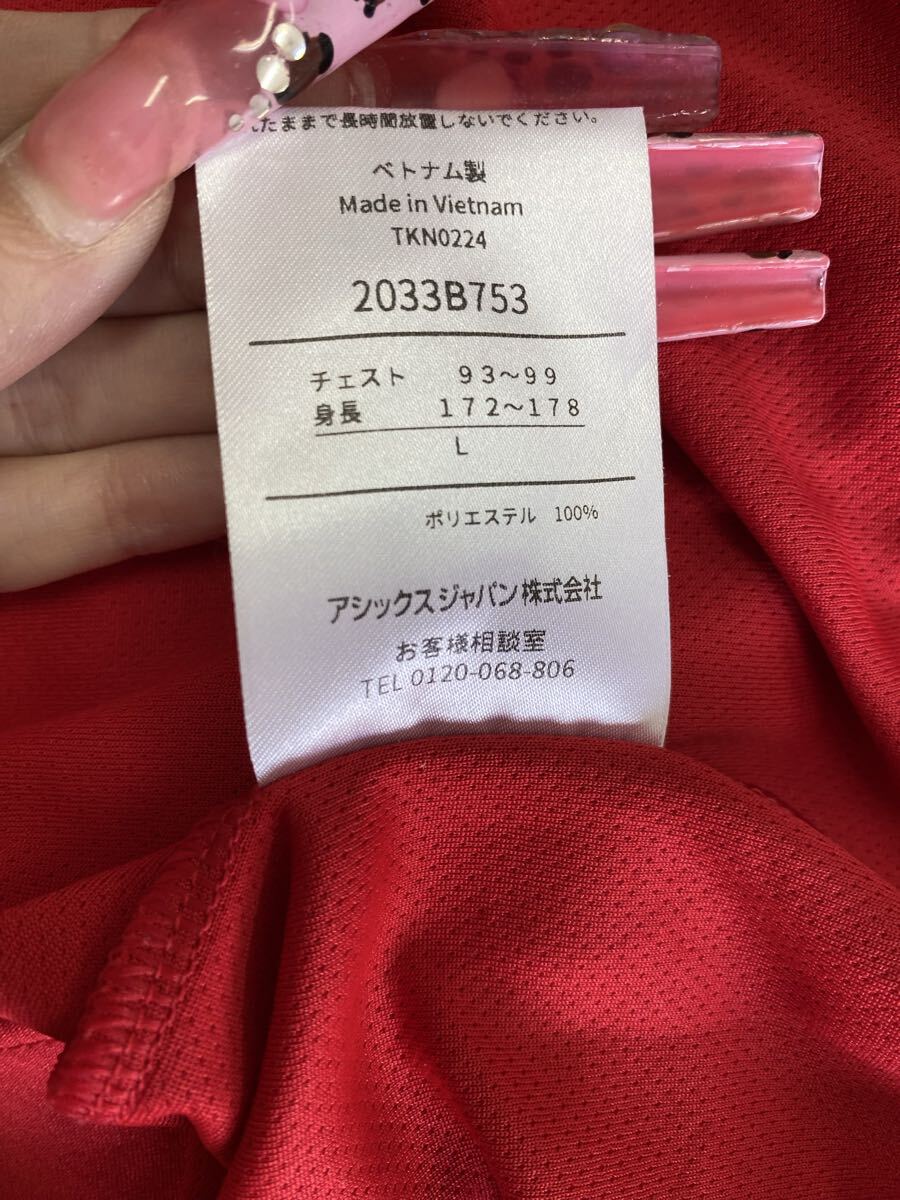 たままで長時間放置しないでください。
ベトナム製
Made in Vietnam
TKN0224
2033B753
チェスト 93～99
身長 172～178
L
ポリエステル 100%
アシックスジャパン株式会社
お客様相談室
TEL 0120-068-806